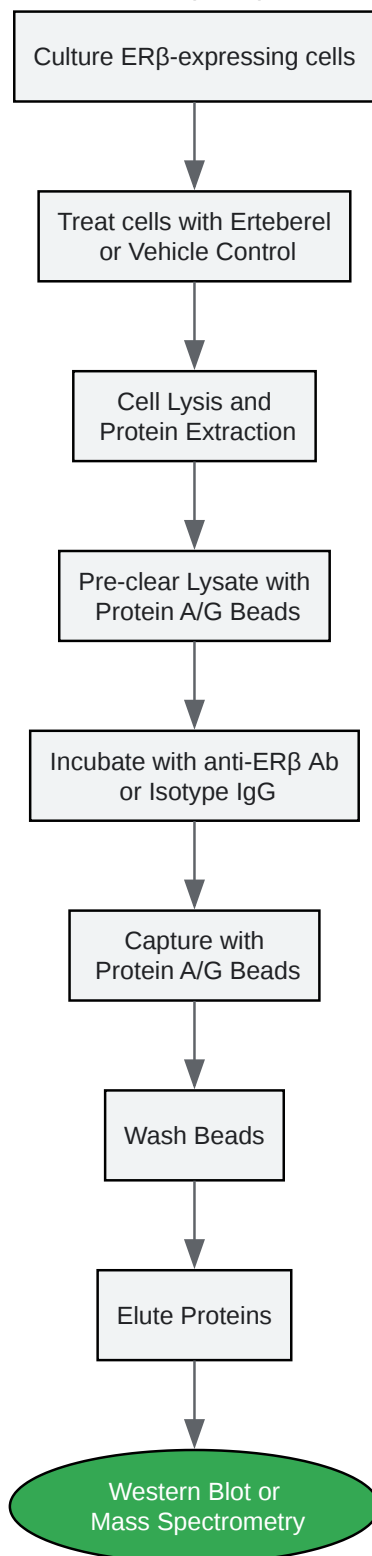 Culture ERβ-expressing cells
Treat cells with Erteberel
or Vehicle Control
Cell Lysis and
Protein Extraction
Pre-clear Lysate with
Protein A/G Beads
Incubate with anti-ERβ Ab
or Isotype IgG
Capture with
Protein A/G Beads
Wash Beads
Elute Proteins
Western Blot or
Mass Spectrometry